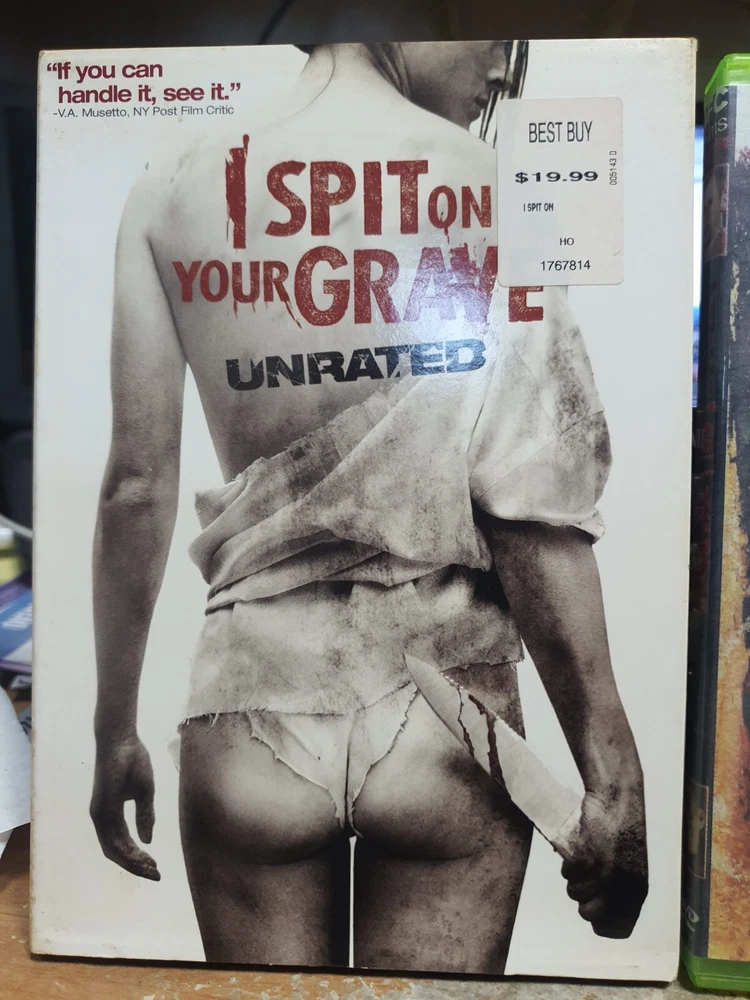 “If you can
handle it, see it.”
-V.A. Musetto, NY Post Film Critic
I SPIT ON
YOUR GRAVE
UNRATED
BEST BUY
$19.99
005143 0
I SPIT ON
HO
1767814